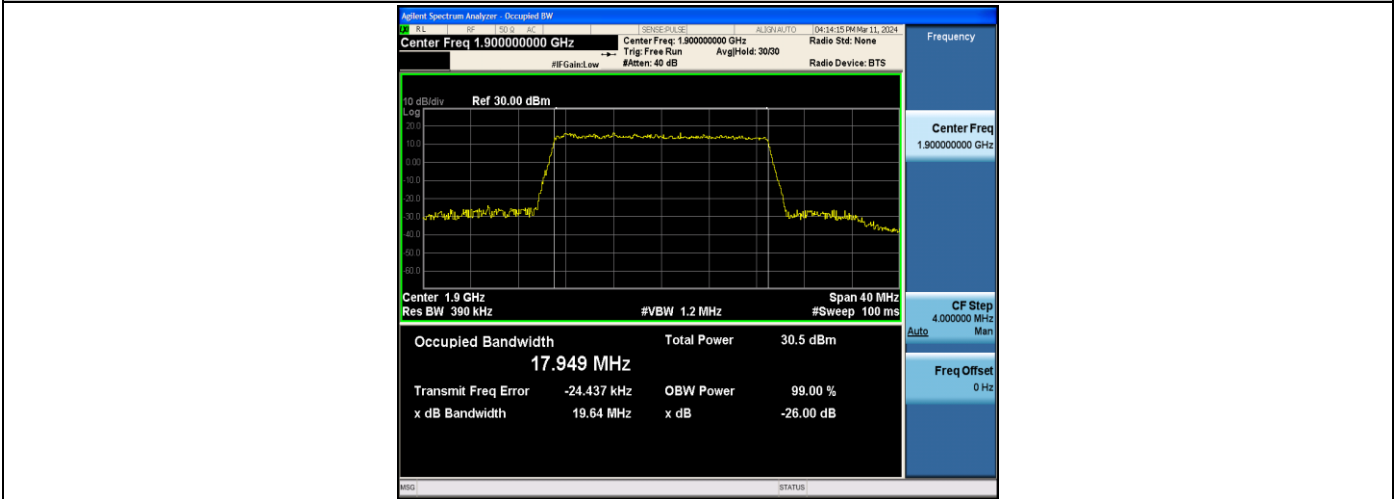 Agilent Spectrum Analyzer - Occupied BW
RL RF 50 Ω AC SENSE:PULSE ALIGNAUTO 04:14:15 PM Mar 11, 2024
Center Freq 1.900000000 GHz
Center Freq: 1.900000000 GHz Radio Std: None
Trig: Free Run Avg|Hold: 30/30
#IFGain:Low #Atten: 40 dB Radio Device: BTS
Frequency
10 dB/div Ref 30.00 dBm
Log
20.0
10.0
0.00
-10.0
-20.0
-30.0
-40.0
-50.0
-60.0
Center 1.9 GHz Span 40 MHz
Res BW 390 kHz #VBW 1.2 MHz #Sweep 100 ms
Occupied Bandwidth Total Power 30.5 dBm
17.949 MHz
Transmit Freq Error -24.437 kHz OBW Power 99.00 %
x dB Bandwidth 19.64 MHz x dB -26.00 dB
Center Freq
1.900000000 GHz
CF Step
4.000000 MHz
Auto Man
Freq Offset
0 Hz
MSG STATUS